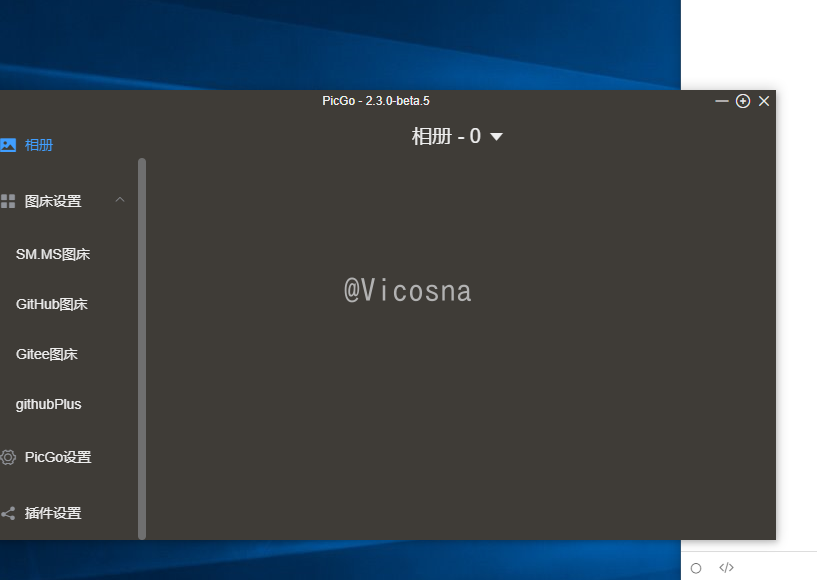 PicGo - 2.3.0-beta.5
相册 - 0
相册
图床设置
SM.MS图床
GitHub图床
Gitee图床
githubPlus
PicGo设置
插件设置
@Vicosna